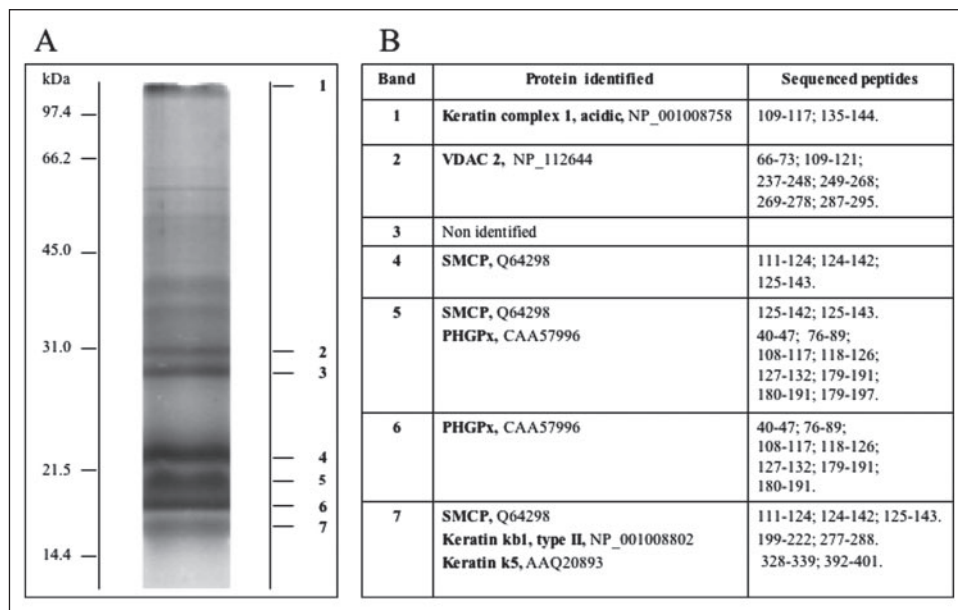 A
kDa
97.4
66.2
45.0
31.0
21.5
14.4
1
2
3
4
5
6
7
B
Band Protein identified Sequenced peptides
1 Keratin complex 1, acidic, NP_001008758 109-117; 135-144.
2 VDAC 2, NP_112644 66-73; 109-121;
237-248; 249-268;
269-278; 287-295.
3 Non identified
4 SMCP, Q64298 111-124; 124-142;
125-143.
5 SMCP, Q64298 125-142; 125-143.
PHGPx, CAA57996 40-47; 76-89;
108-117; 118-126;
127-132; 179-191;
180-191; 179-197.
6 PHGPx, CAA57996 40-47; 76-89;
108-117; 118-126;
127-132; 179-191;
180-191.
7 SMCP, Q64298 111-124; 124-142; 125-143.
Keratin kb1, type II, NP_001008802 199-222; 277-288.
Keratin k5, AAQ20893 328-339; 392-401.